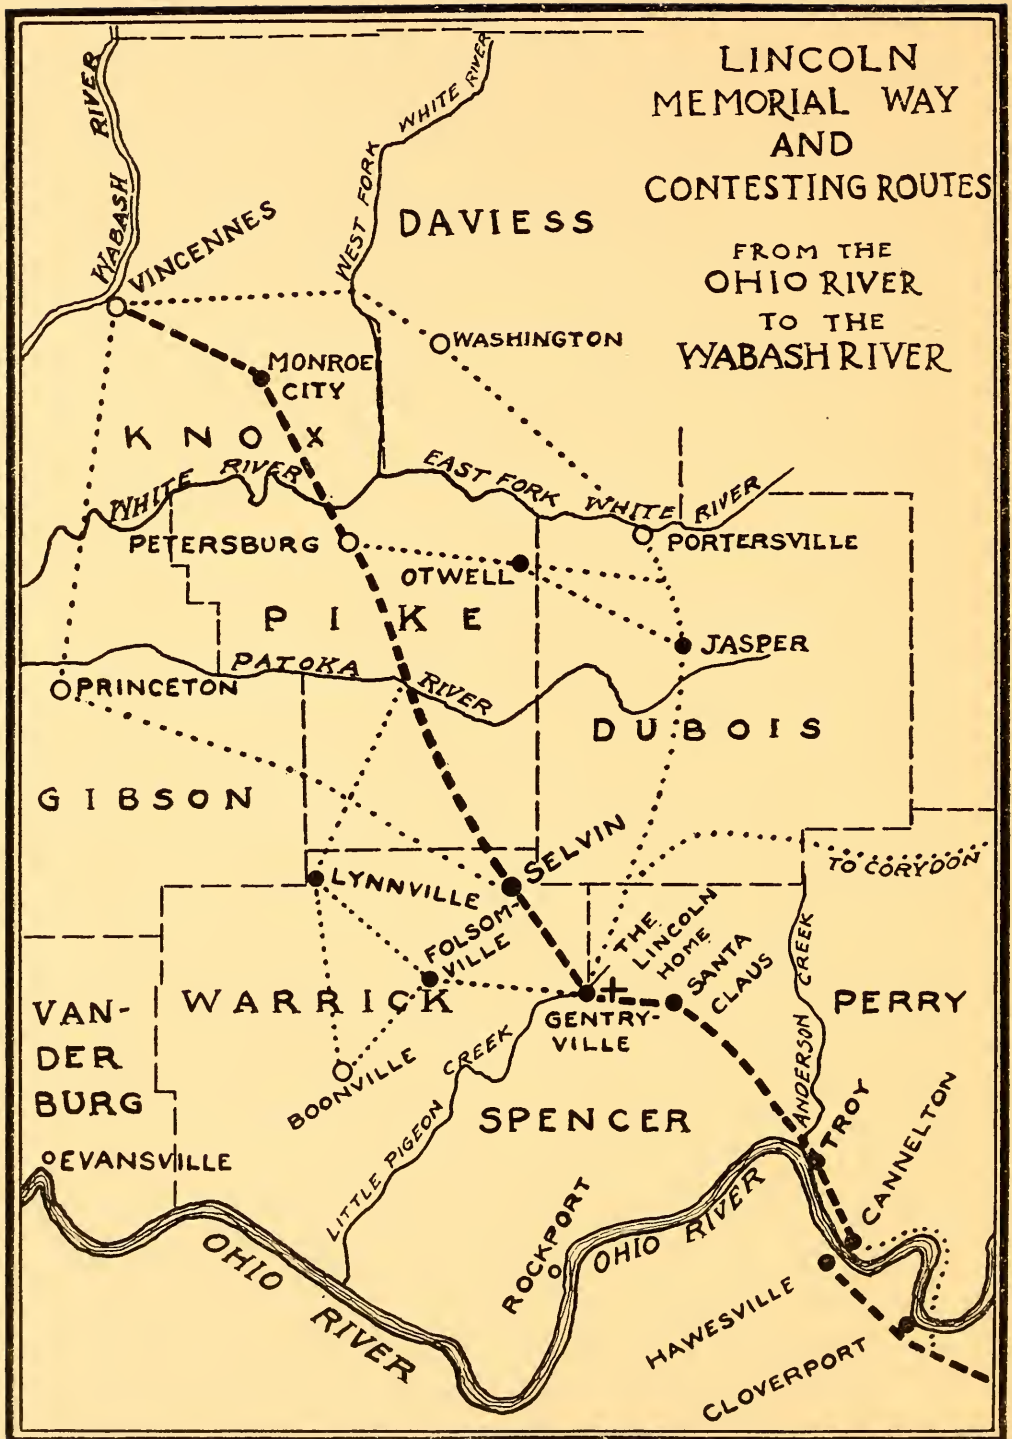 LINCOLN
MEMORIAL WAY
AND
CONTESTING ROUTES
FROM THE
OHIO RIVER
TO THE
WABASH RIVER
WABASH RIVER
WEST FORK WHITE RIVER
DAVIESS
VINCENNES
WASHINGTON
MONROE
CITY
KNOX
WHITE RIVER
EAST FORK WHITE RIVER
PETERSBURG
PORTERSVILLE
OTWELL
PIKE
JASPER
PATOKA RIVER
PRINCETON
DUBOIS
GIBSON
SELVIN
TO CORYDON
LYNNVILLE
FOLSOM-
VILLE
THE
LINCOLN
HOME
SANTA
CLAUS
ANDERSON CREEK
PERRY
WARRICK
VAN-
DER
BURG
GENTRY-
VILLE
BOONVILLE
LITTLE PIGEON CREEK
SPENCER
TROY
CANNELTON
EVANSVILLE
OHIO RIVER
ROCKPORT
OHIO RIVER
HAWESVILLE
CLOVERPORT